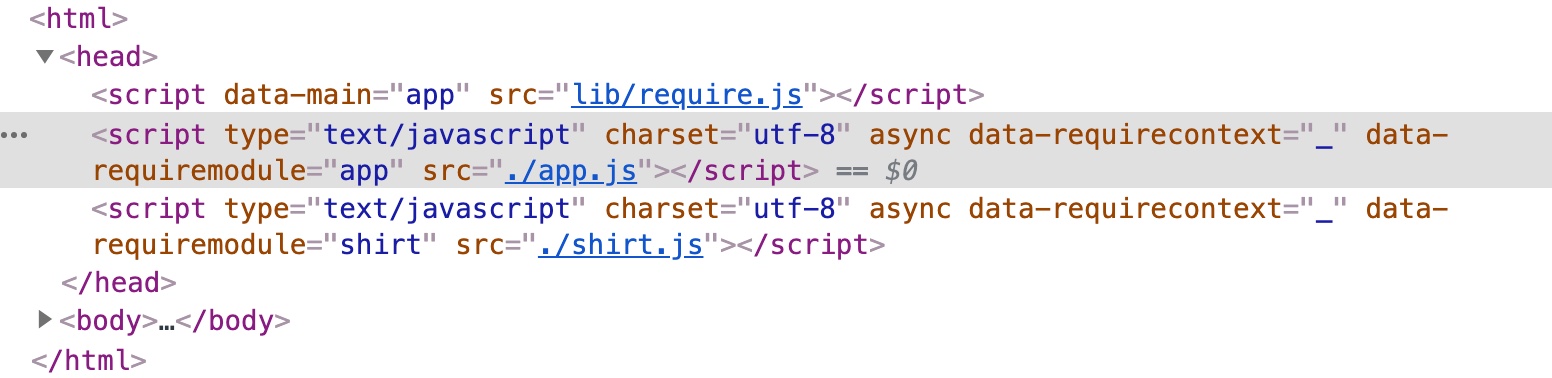 <html>
▼<head>
<script data-main="app" src="lib/require.js"></script>
<script type="text/javascript" charset="utf-8" async data-requirecontext="_" data-
requiremodule="app" src="./app.js"></script> == $0
<script type="text/javascript" charset="utf-8" async data-requirecontext="_" data-
requiremodule="shirt" src="./shirt.js"></script>
</head>
▶<body>…</body>
</html>